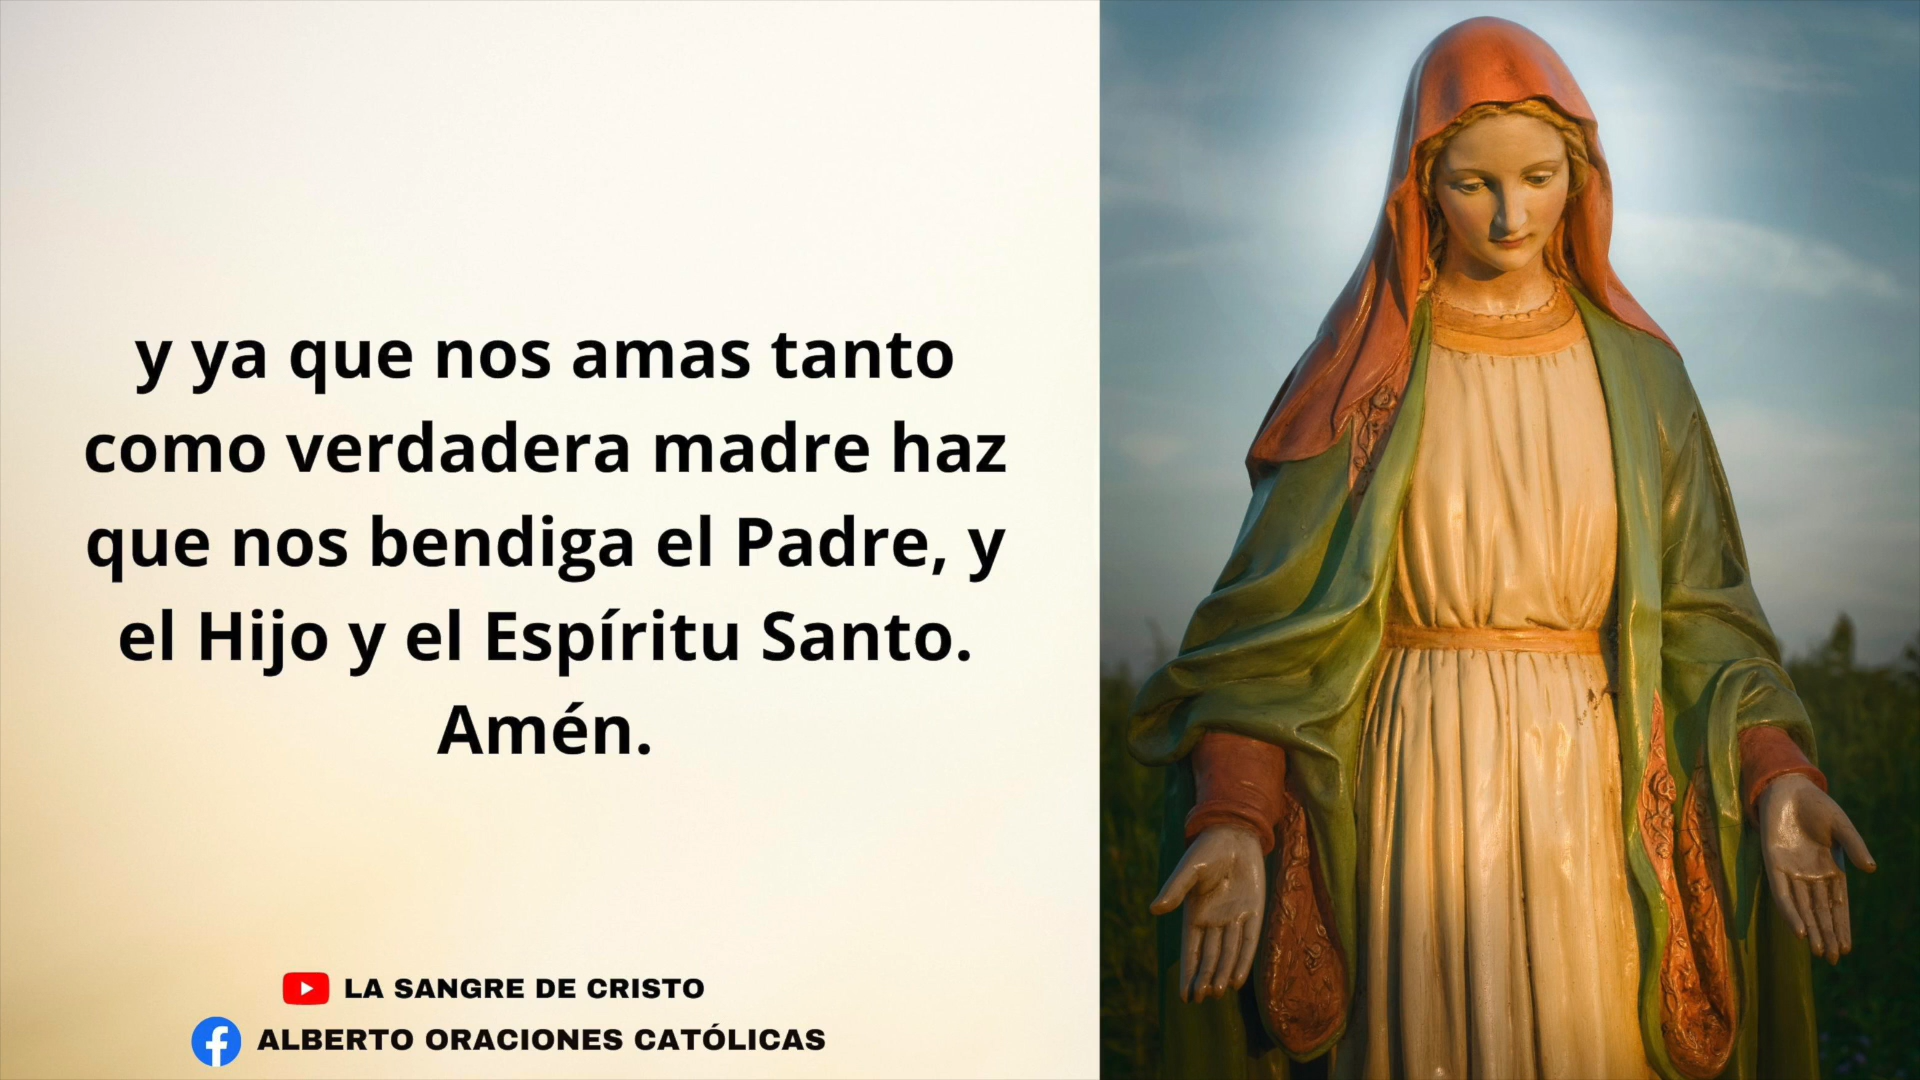 y ya que nos amas tanto
como verdadera madre haz
que nos bendiga el Padre, y
el Hijo y el Espíritu Santo.
Amén.
LA SANGRE DE CRISTO
ALBERTO ORACIONES CATÓLICAS